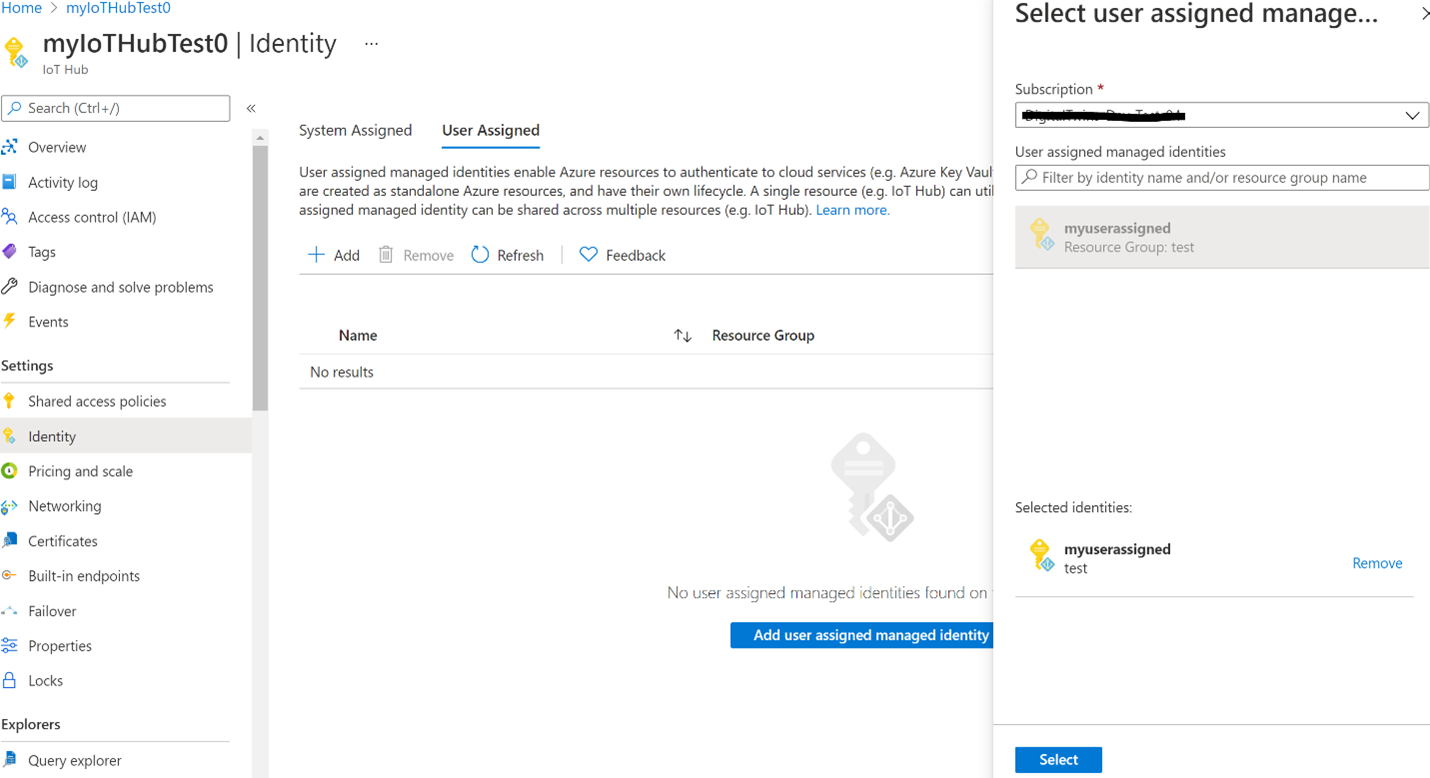 Home > myIoTHubTest0
myIoTHubTest0 | Identity ...
IoT Hub
Search (Ctrl+/)
«
Overview
Activity log
Access control (IAM)
Tags
Diagnose and solve problems
Events
Settings
Shared access policies
Identity
Pricing and scale
Networking
Certificates
Built-in endpoints
Failover
Properties
Locks
Explorers
Query explorer
System Assigned
User Assigned
User assigned managed identities enable Azure resources to authenticate to cloud services (e.g. Azure Key Vaul
are created as standalone Azure resources, and have their own lifecycle. A single resource (e.g. IoT Hub) can util
assigned managed identity can be shared across multiple resources (e.g. IoT Hub). Learn more.
Add Remove Refresh Feedback
Name Resource Group
No results
No user assigned managed identities found on
Add user assigned managed identity
Select user assigned manage...
Subscription *
User assigned managed identities
Filter by identity name and/or resource group name
myuserassigned
Resource Group: test
Selected identities:
myuserassigned
test
Remove
Select